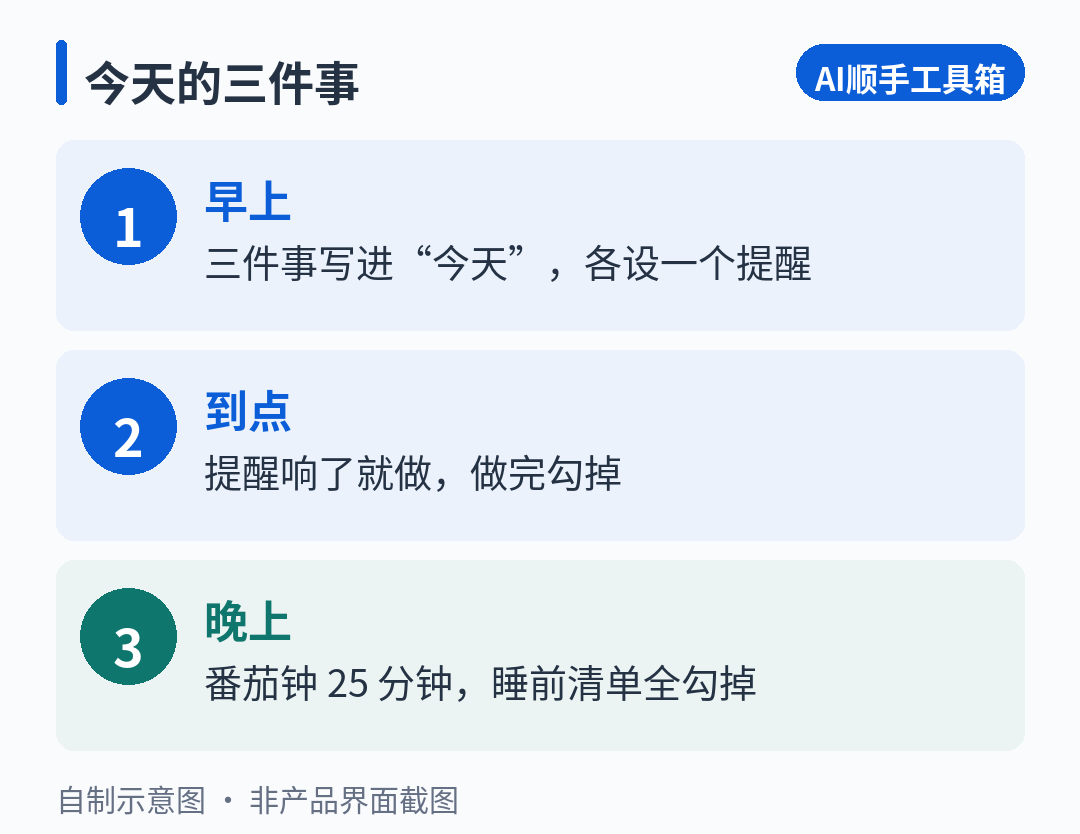 今天的三件事
AI顺手工具箱
1
早上
三件事写进“今天”，各设一个提醒
2
到点
提醒响了就做，做完勾掉
3
晚上
番茄钟 25 分钟，睡前清单全勾掉
自制示意图 · 非产品界面截图